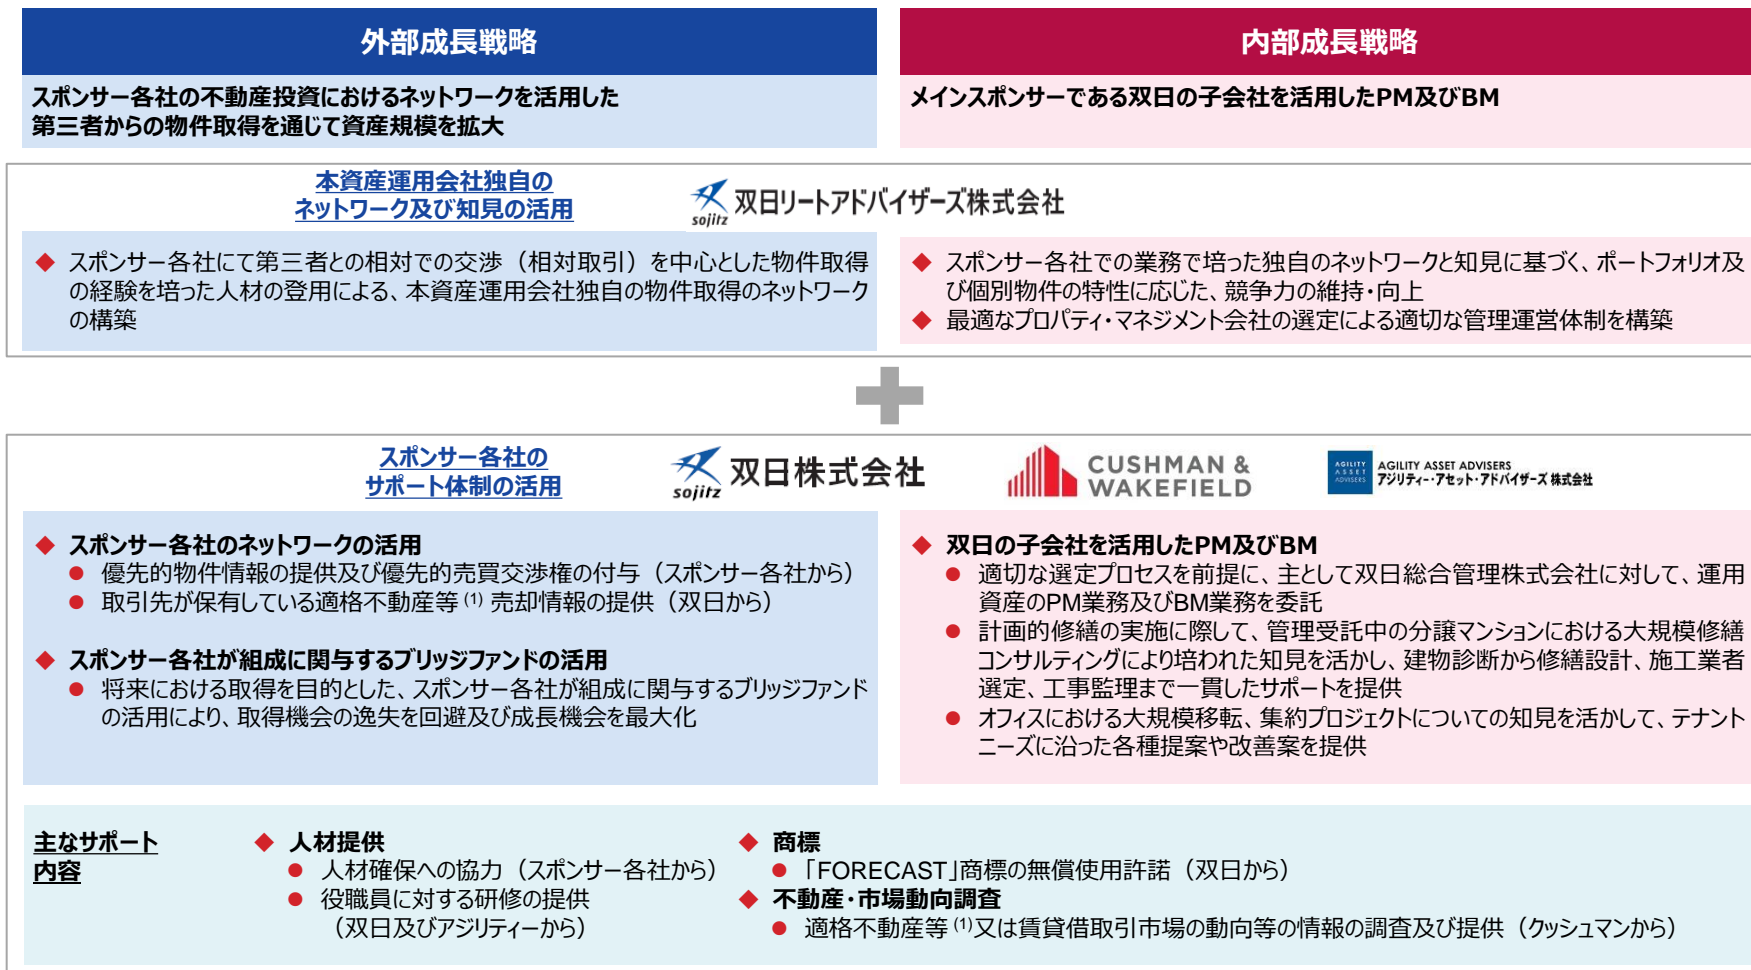 外部成長戦略
スポンサー各社の不動産投資におけるネットワークを活用した
第三者からの物件取得を通じて資産規模を拡大
内部成長戦略
メインスポンサーである双日の子会社を活用したPM及びBM
本資産運用会社独自の
ネットワーク及び知見の活用
sojitz 双日リートアドバイザーズ株式会社
◆ スポンサー各社にて第三者との相対での交渉（相対取引）を中心とした物件取得
の経験を培った人材の登用による、本資産運用会社独自の物件取得のネットワーク
の構築
◆ スポンサー各社での業務で培った独自のネットワークと知見に基づく、ポートフォリオ及
び個別物件の特性に応じた、競争力の維持・向上
◆ 最適なプロパティ・マネジメント会社の選定による適切な管理運営体制を構築
スポンサー各社の
サポート体制の活用
sojitz 双日株式会社
CUSHMAN &
WAKEFIELD
AGILITY
ASSET
ADVISERS
AGILITY ASSET ADVISERS
アジリティー・アセット・アドバイザーズ 株式会社
◆ スポンサー各社のネットワークの活用
● 優先的物件情報の提供及び優先的売買交渉権の付与（スポンサー各社から）
● 取引先が保有している適格不動産等(1) 売却情報の提供（双日から）
◆ スポンサー各社が組成に関与するブリッジファンドの活用
● 将来における取得を目的とした、スポンサー各社が組成に関与するブリッジファンド
の活用により、取得機会の逸失を回避及び成長機会を最大化
◆ 双日の子会社を活用したPM及びBM
● 適切な選定プロセスを前提に、主として双日総合管理株式会社に対して、運用
資産のPM業務及びBM業務を委託
● 計画的修繕の実施に際して、管理受託中の分譲マンションにおける大規模修繕
コンサルティングにより培われた知見を活かし、建物診断から修繕設計、施工業者
選定、工事監理まで一貫したサポートを提供
● オフィスにおける大規模移転、集約プロジェクトについての知見を活かして、テナント
ニーズに沿った各種提案や改善案を提供
主なサポート
内容
◆ 人材提供
● 人材確保への協力（スポンサー各社から）
● 役職員に対する研修の提供
（双日及びアジリティーから）
◆ 商標
● 「FORECAST」商標の無償使用許諾（双日から）
◆ 不動産・市場動向調査
● 適格不動産等(1)又は賃貸借取引市場の動向等の情報の調査及び提供（クッシュマンから）